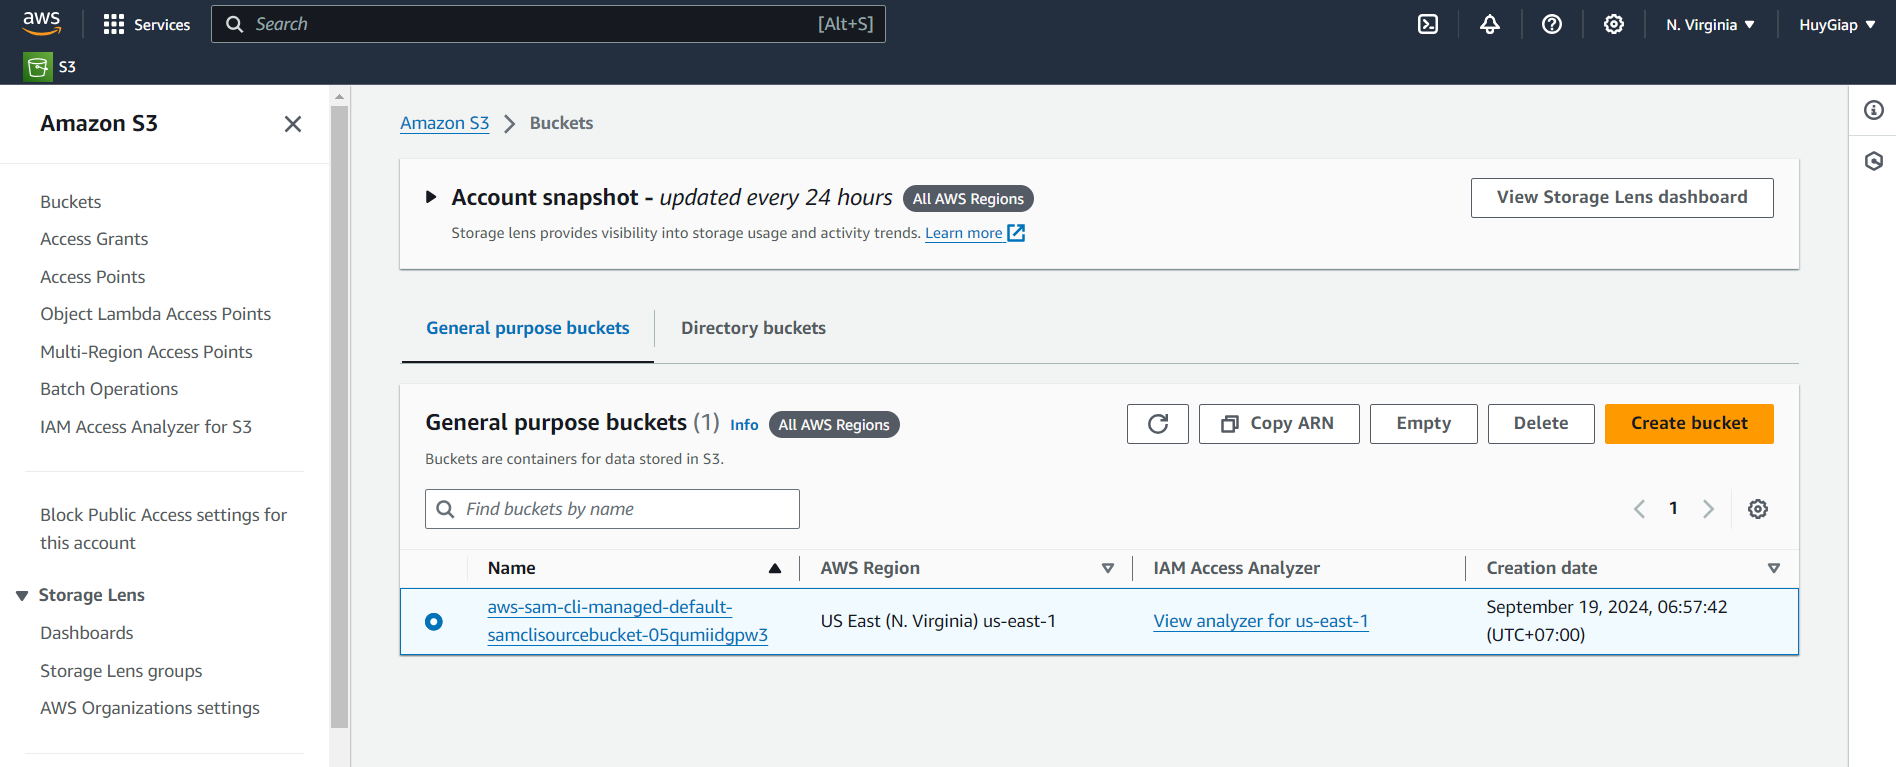 aws
Services
Search
[Alt+S]
N. Virginia
HuyGiap
S3
Amazon S3
Buckets
Access Grants
Access Points
Object Lambda Access Points
Multi-Region Access Points
Batch Operations
IAM Access Analyzer for S3
Block Public Access settings for
this account
Storage Lens
Dashboards
Storage Lens groups
AWS Organizations settings
Amazon S3 > Buckets
Account snapshot - updated every 24 hours
All AWS Regions
View Storage Lens dashboard
Storage lens provides visibility into storage usage and activity trends. Learn more
General purpose buckets
Directory buckets
General purpose buckets (1) Info
All AWS Regions
Copy ARN
Empty
Delete
Create bucket
Buckets are containers for data stored in S3.
Find buckets by name
1
Name
AWS Region
IAM Access Analyzer
Creation date
aws-sam-cli-managed-default-
samclisourcebucket-05qumiidgpw3
US East (N. Virginia) us-east-1
View analyzer for us-east-1
September 19, 2024, 06:57:42
(UTC+07:00)